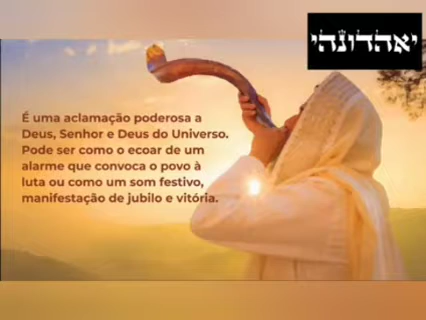 יאהדונהי
É uma aclamação poderosa a
Deus, Senhor e Deus do Universo.
Pode ser como o ecoar de um
alarme que convoca o povo à
luta ou como um som festivo,
manifestação de jubilo e vitória.